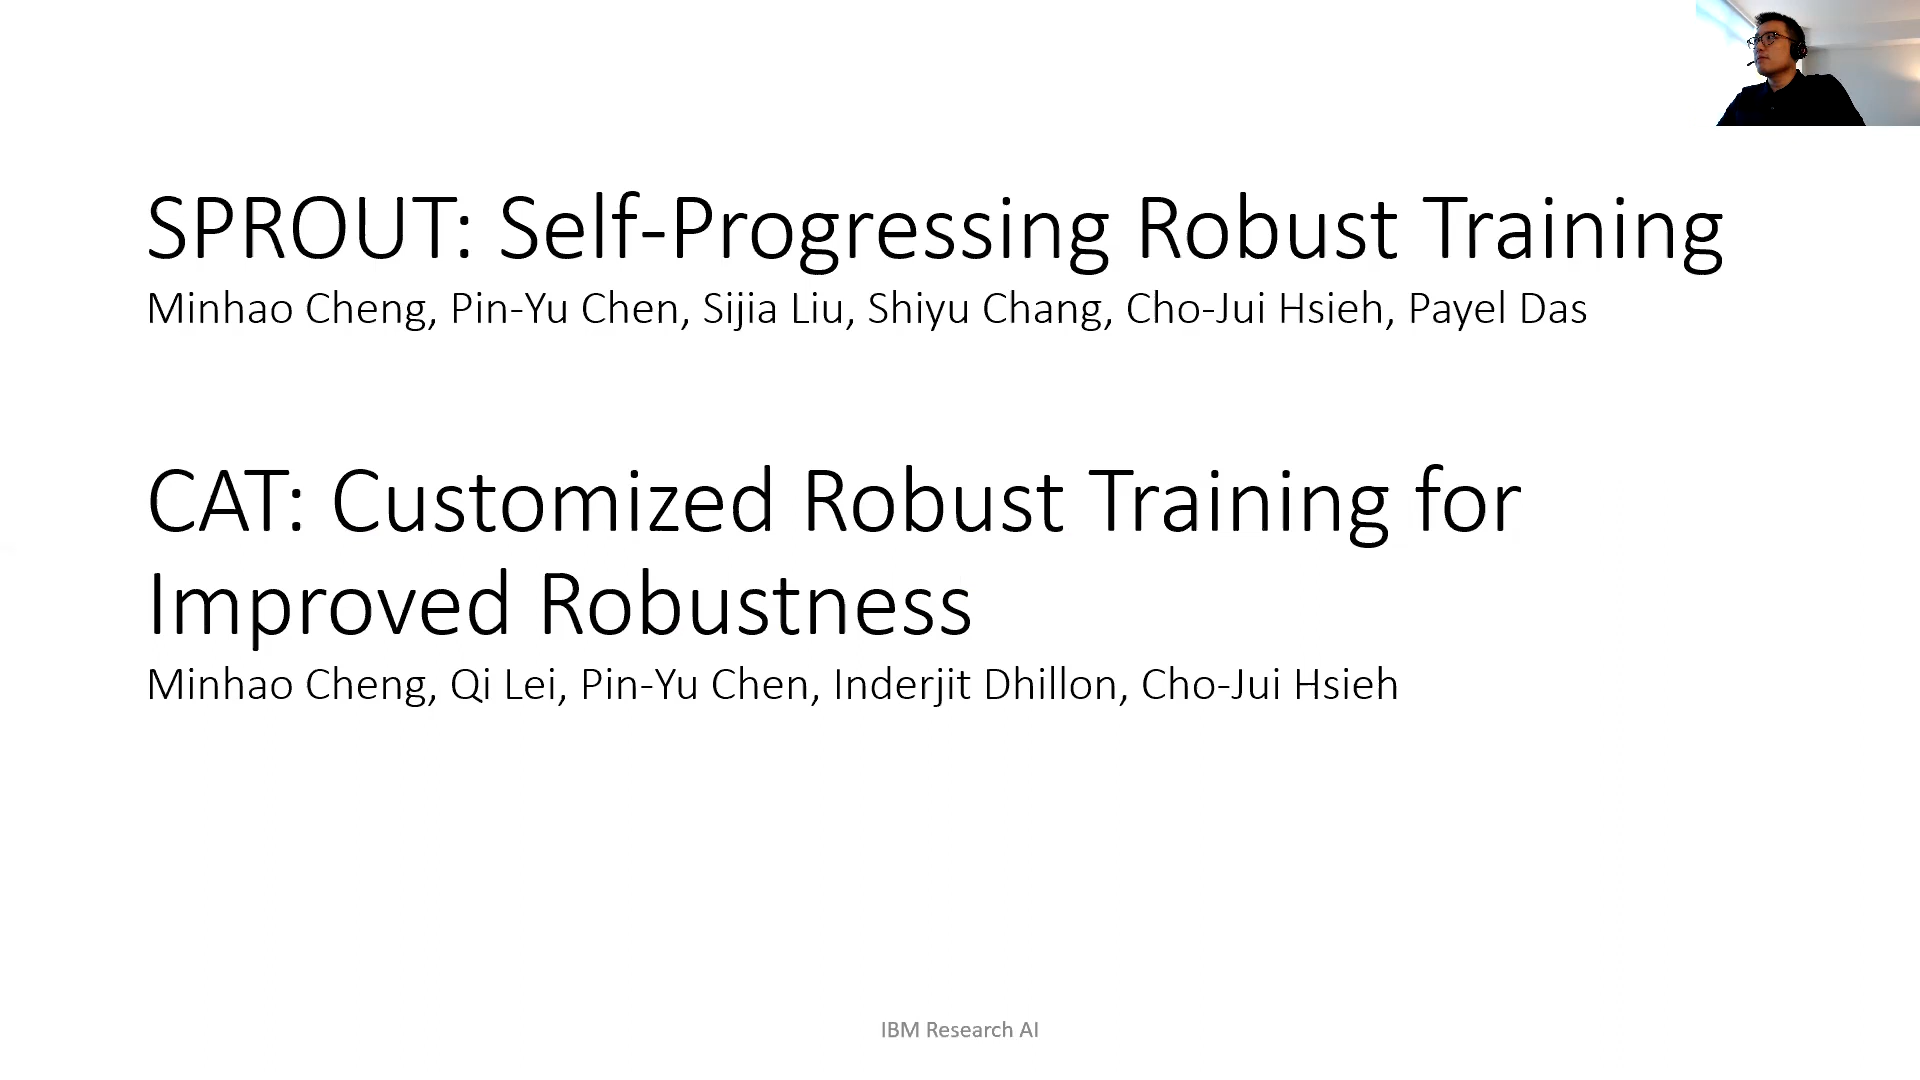 SPROUT: Self-Progressing Robust Training
Minhao Cheng, Pin-Yu Chen, Sijia Liu, Shiyu Chang, Cho-Jui Hsieh, Payel Das
CAT: Customized Robust Training for
Improved Robustness
Minhao Cheng, Qi Lei, Pin-Yu Chen, Inderjit Dhillon, Cho-Jui Hsieh
IBM Research AI